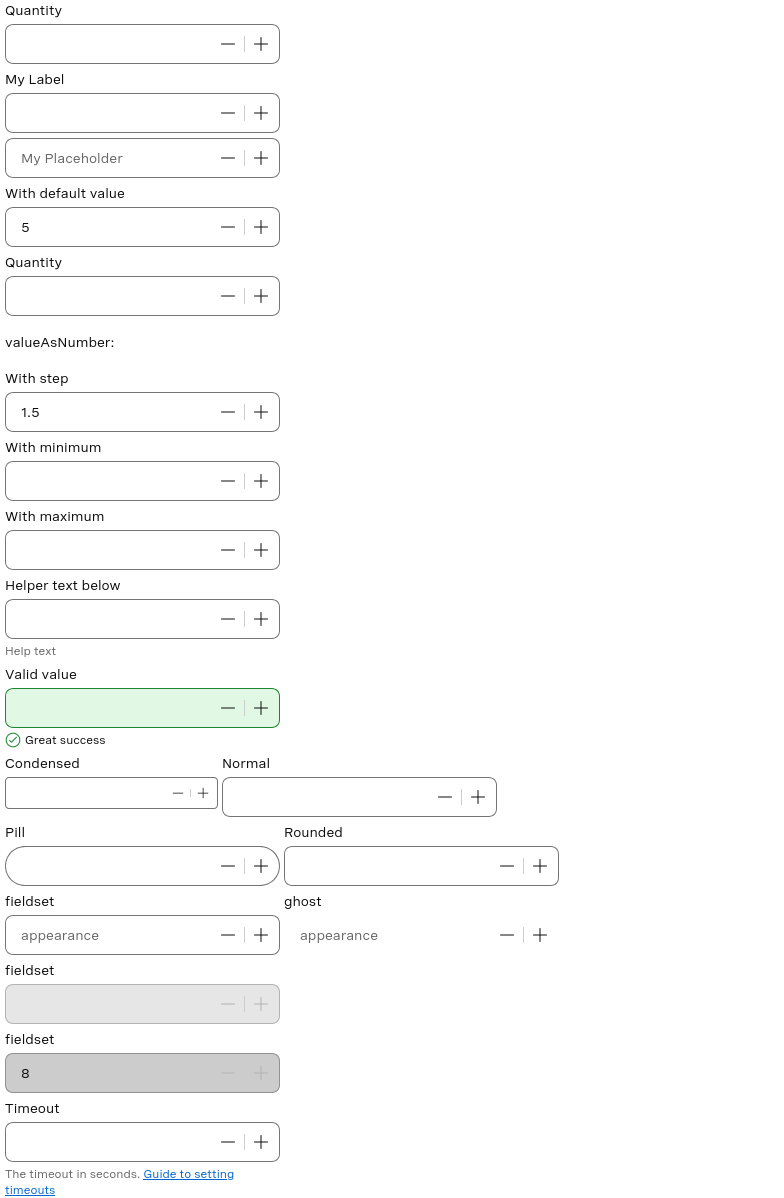 Quantity
My Label
My Placeholder
With default value
5
Quantity
valueAsNumber:
With step
1.5
With minimum
With maximum
Helper text below
Help text
Valid value
Great success
Condensed Normal
Pill Rounded
fieldset ghost
appearance appearance
fieldset
fieldset
8
Timeout
The timeout in seconds. Guide to setting
timeouts